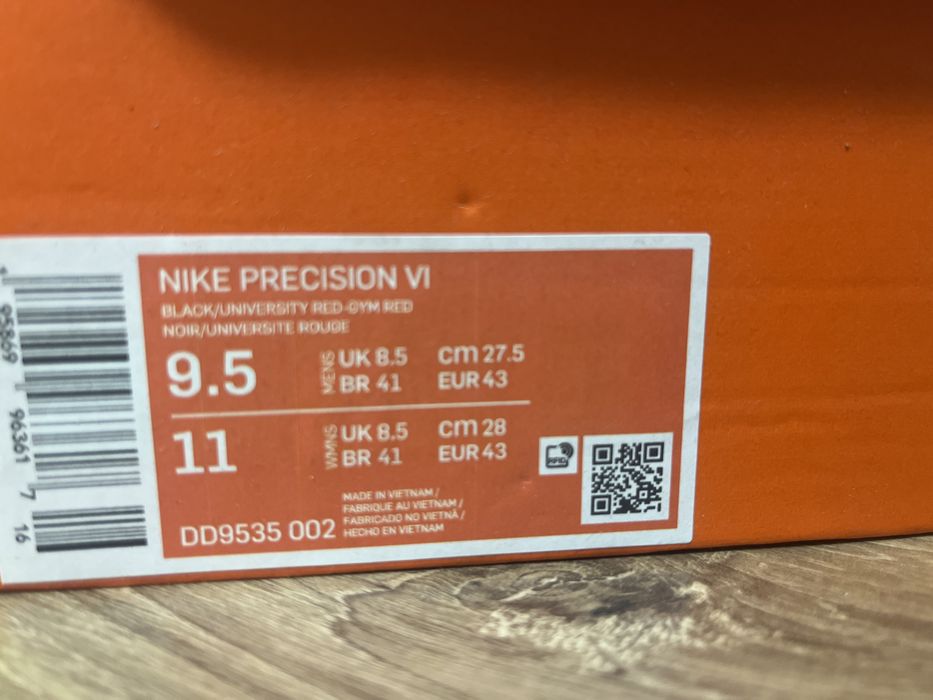 NIKE PRECISION VI
BLACK/UNIVERSITY RED-GYM RED
NOIR/UNIVERSITE ROUGE
9.5
MENS
UK 8.5 CM 27.5
BR 41 EUR 43
11
WMNS
UK 8.5 CM 28
BR 41 EUR 43
DD9535 002
MADE IN VIETNAM /
FABRIQUE AU VIETNAM /
FABRICADO NO VIETNÃ /
HECHO EN VIETNAM
RFID
95869 96361 7 16